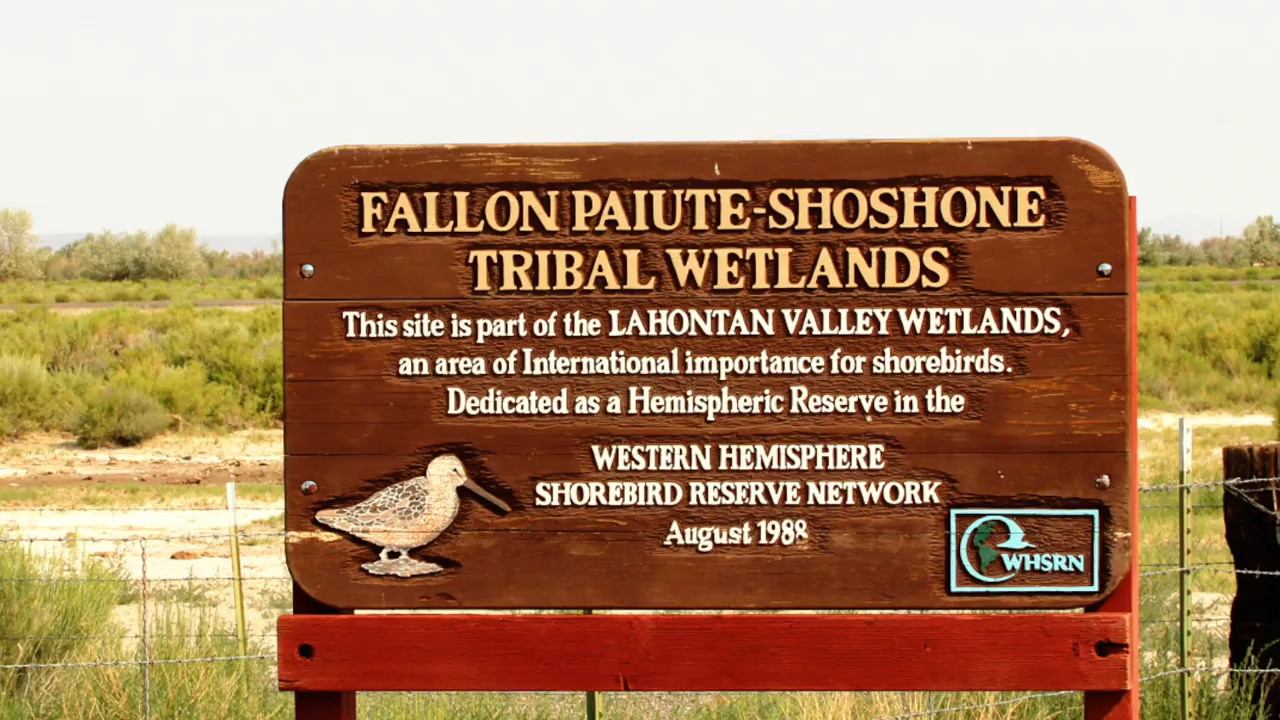 FALLON PAIUTE-SHOSHONE
TRIBAL WETLANDS
This site is part of the LAHONTAN VALLEY WETLANDS,
an area of International importance for shorebirds.
Dedicated as a Hemispheric Reserve in the
WESTERN HEMISPHERE
SHOREBIRD RESERVE NETWORK
August 1988
WHSRN